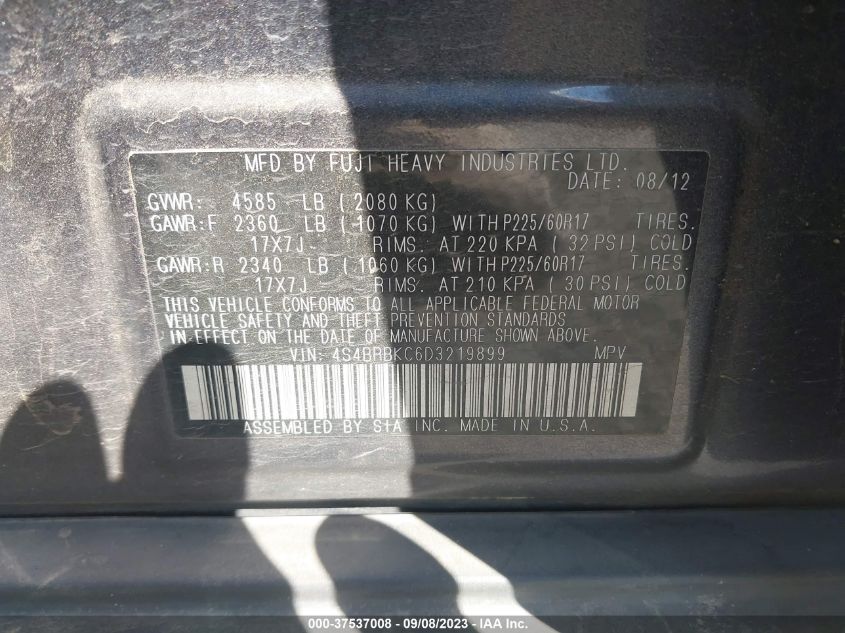 MFD BY FUJI HEAVY INDUSTRIES LTD.
DATE: 08/12
GVWR: 4585 LB (2080 KG)
GAWR:F 2360 LB (1070 KG) WITH P225/60R17 TIRES.
17X7J RIMS. AT 220 KPA (32 PSI) COLD
GAWR:R 2340 LB (1060 KG) WITH P225/60R17 TIRES.
17X7J RIMS. AT 210 KPA (30 PSI) COLD
THIS VEHICLE CONFORMS TO ALL APPLICABLE FEDERAL MOTOR
VEHICLE SAFETY AND THEFT PREVENTION STANDARDS
IN EFFECT ON THE DATE OF MANUFACTURE SHOWN ABOVE.
VIN: 4S4BRBKC6D3219899 MPV
ASSEMBLED BY SIA INC. MADE IN U.S.A.
000-37537008 - 09/08/2023 - IAA Inc.